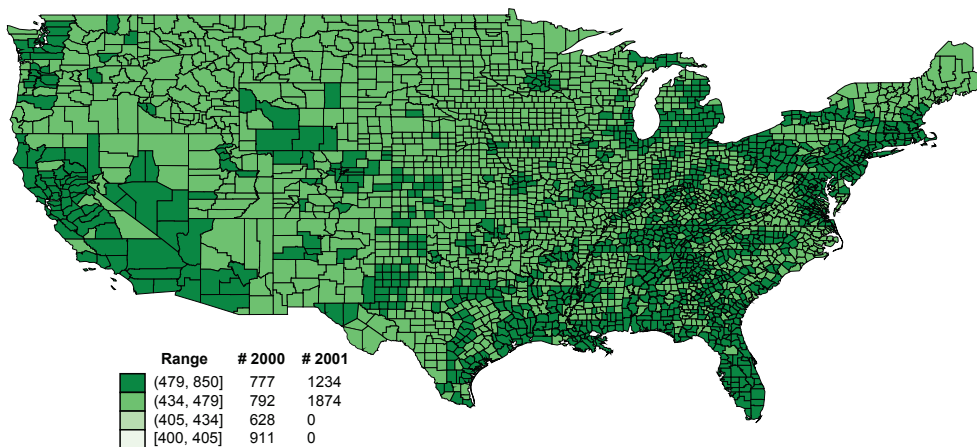 Range # 2000 # 2001
(479, 850] 777 1234
(434, 479] 792 1874
(405, 434] 628 0
[400, 405] 911 0